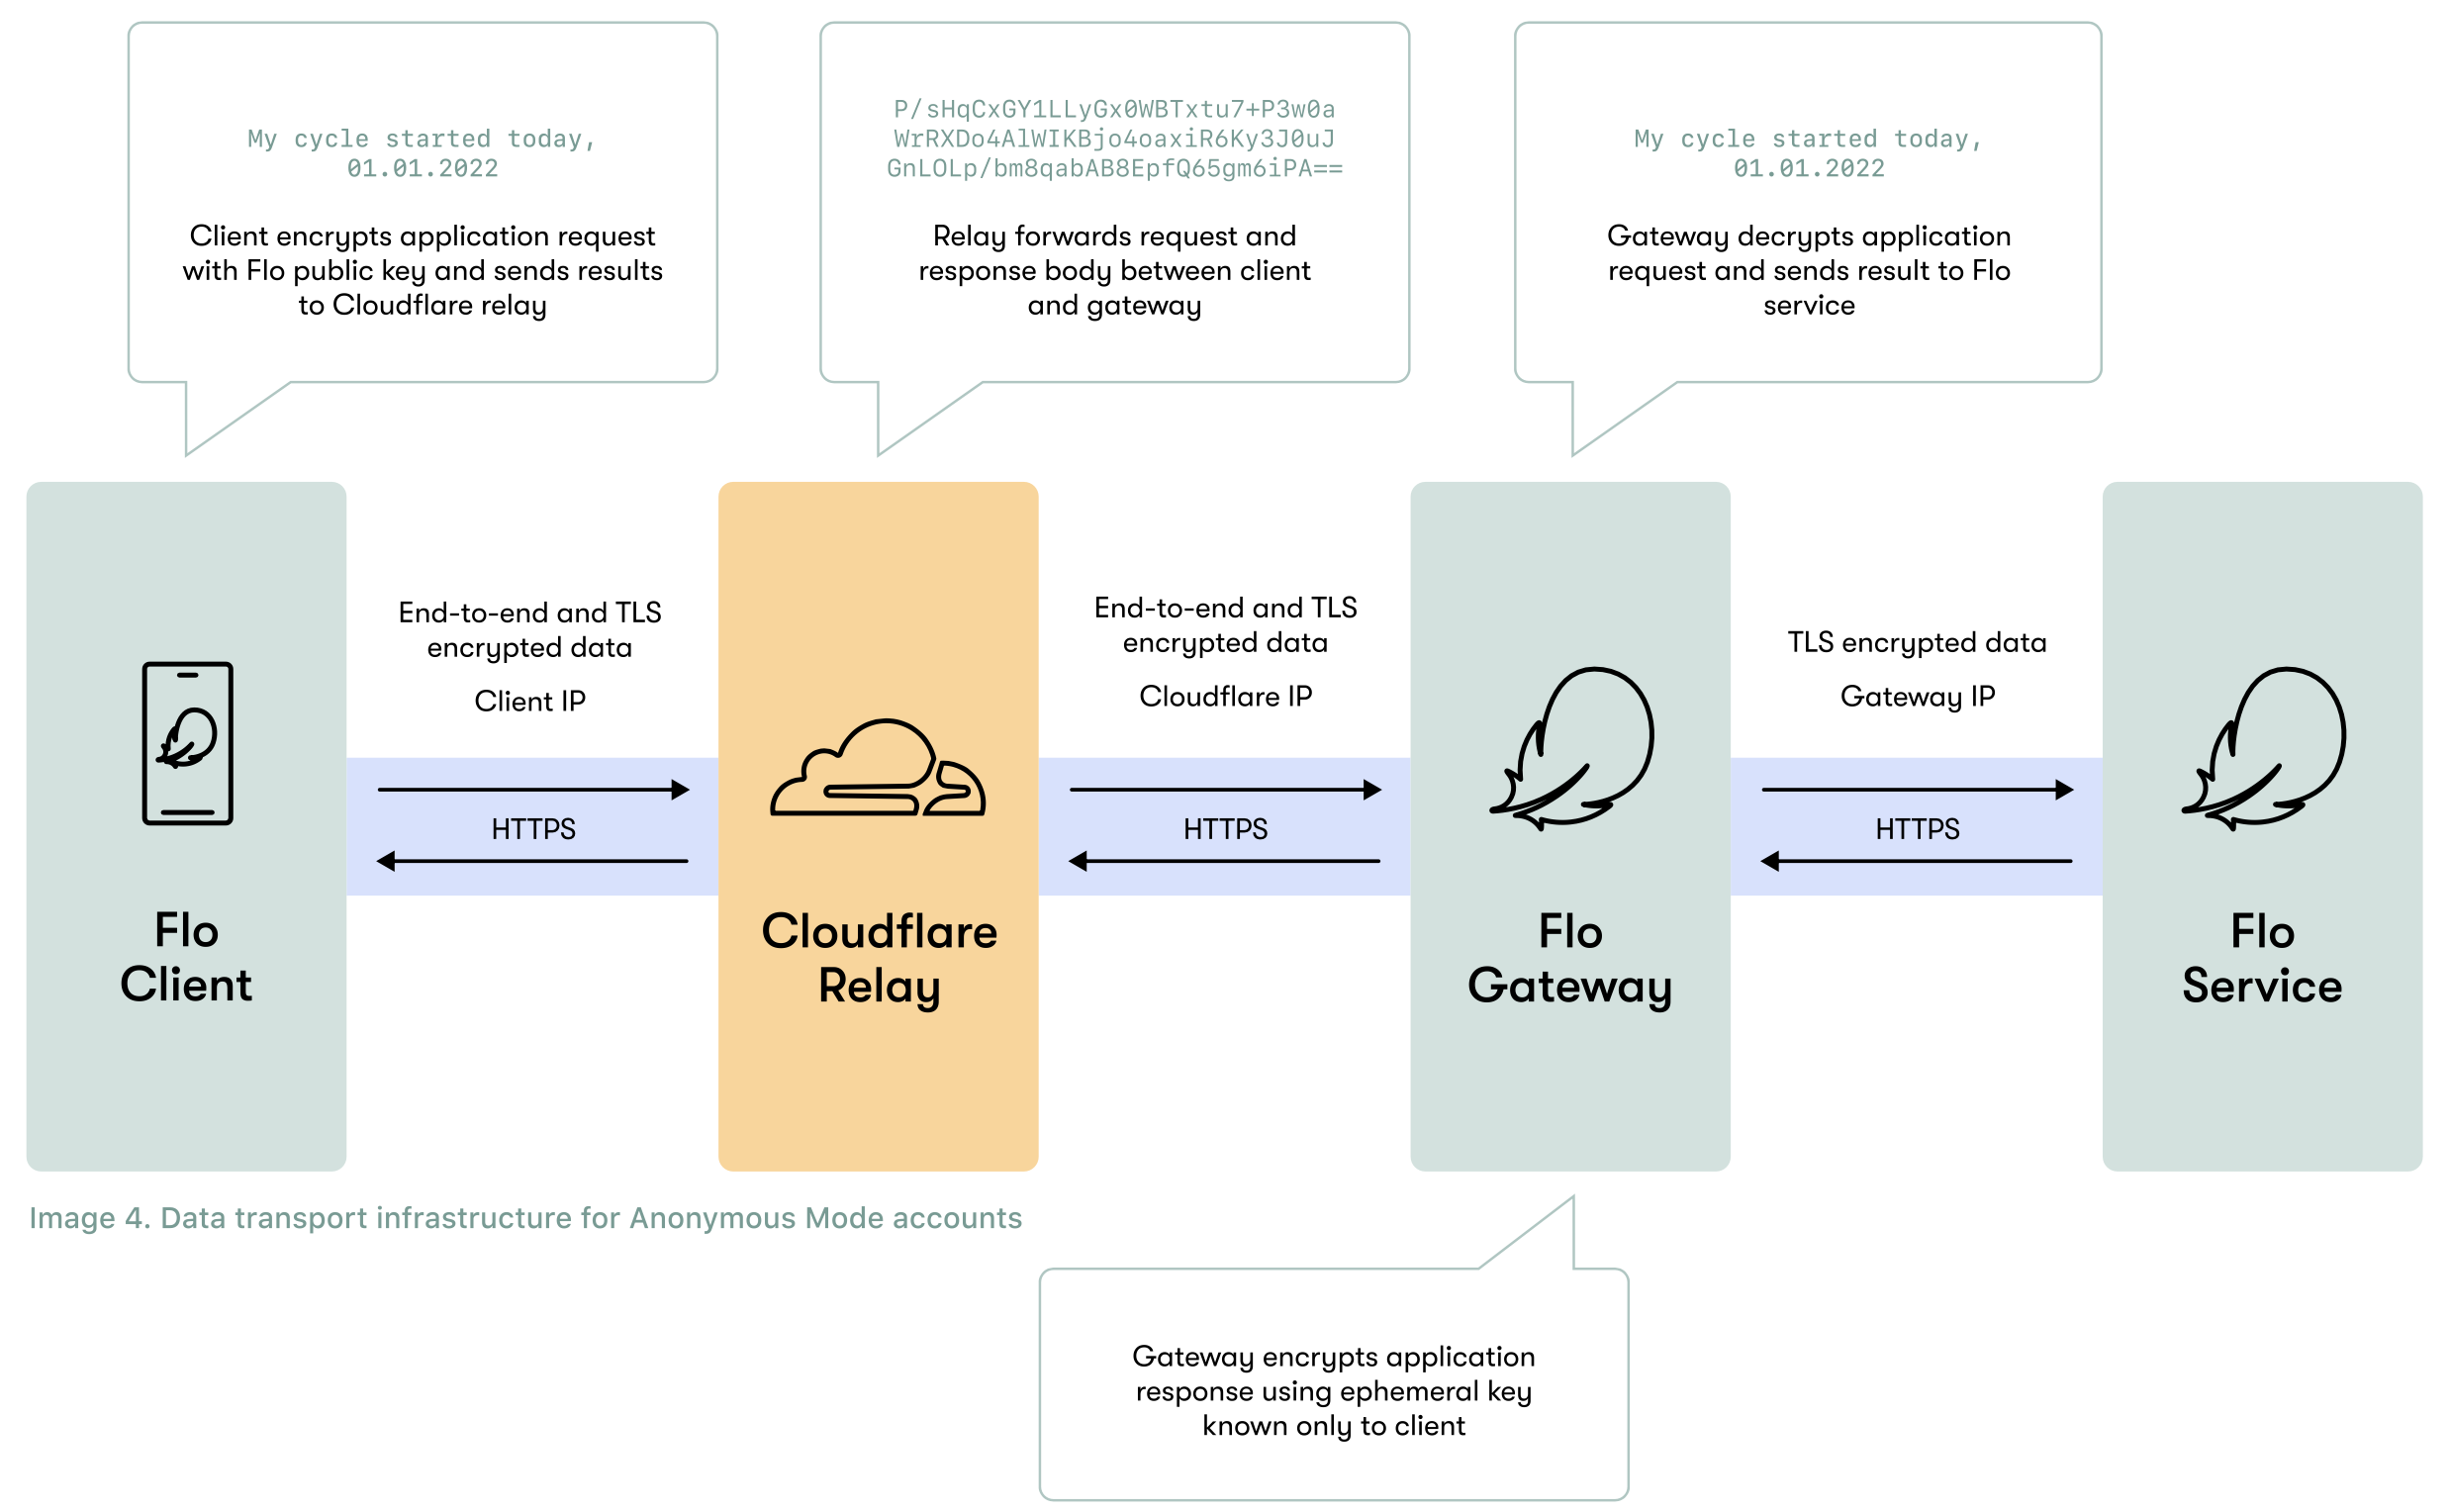 My cycle started today,
01.01.2022
Client encrypts application request
with Flo public key and sends results
to Cloudflare relay
P/sHqCxGY1LLyGx0WBTxtu7+P3w0a
WrRXDo4AlWIKBjo4oaxiR6Ky3J0uJ
GnLOLp/bm8qabAB8EpfQ65gm6iPA==
Relay forwards request and
response body between client
and gateway
My cycle started today,
01.01.2022
Gateway decrypts application
request and sends result to Flo
service
Flo
Client
End-to-end and TLS
encrypted data
Client IP
HTTPS
Cloudflare
Relay
End-to-end and TLS
encrypted data
Cloudflare IP
HTTPS
Flo
Gateway
TLS encrypted data
Gateway IP
HTTPS
Flo
Service
Image 4. Data transport infrastructure for Anonymous Mode accounts
Gateway encrypts application
response using ephemeral key
known only to client